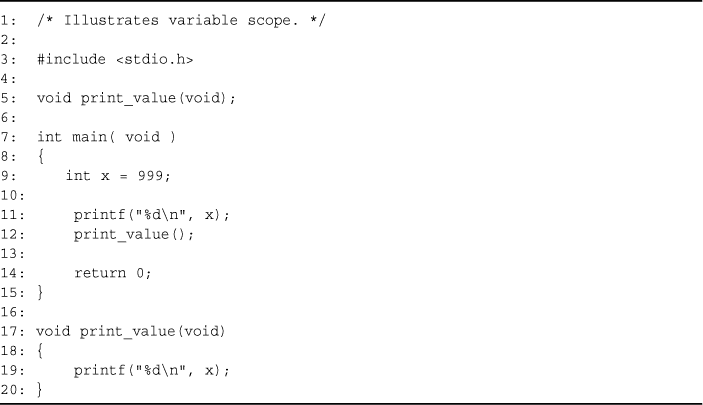 1:  /* Illustrates variable scope. */
2:
3:  #include <stdio.h>
4:
5:  void print_value(void);
6:
7:  int main( void )
8:  {
9:     int x = 999;
10:
11:     printf("%d\n", x);
12:     print_value();
13:
14:     return 0;
15: }
16:
17: void print_value(void)
18: {
19:     printf("%d\n", x);
20: }